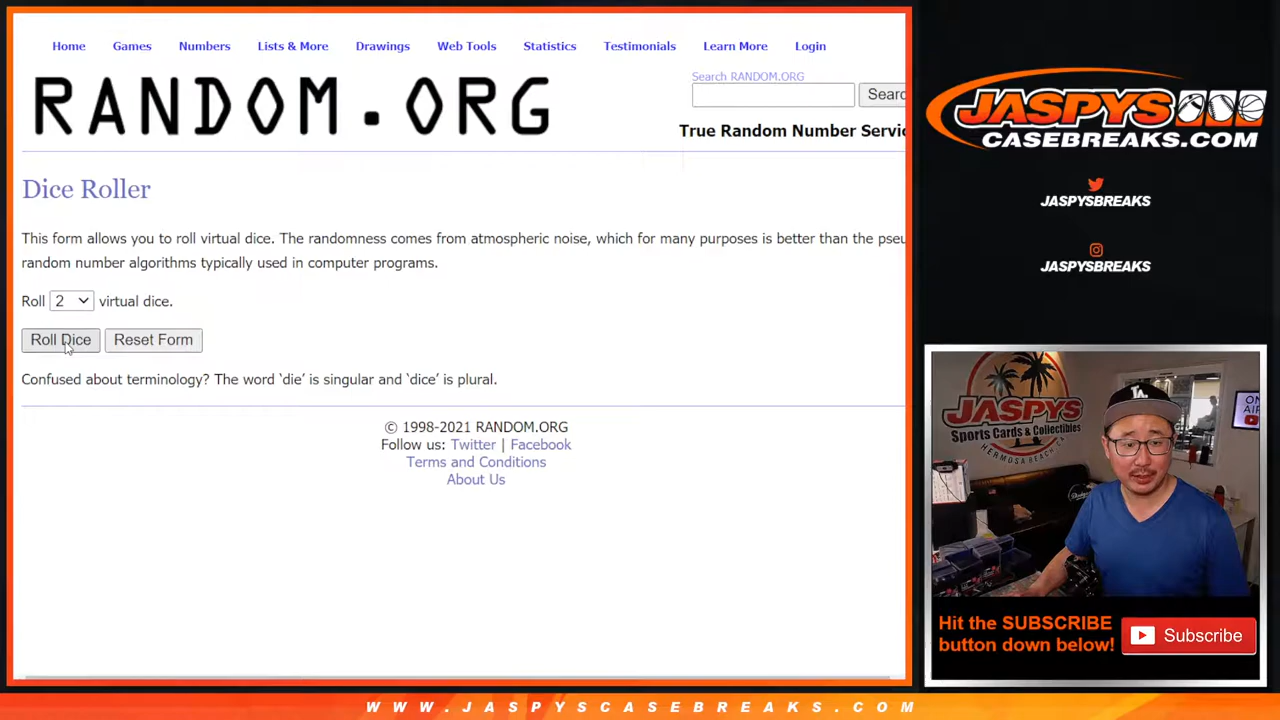 Home Games Numbers Lists & More Drawings Web Tools Statistics Testimonials Learn More Login
RANDOM.ORG
Search RANDOM.ORG
Searc
True Random Number Servic
Dice Roller
This form allows you to roll virtual dice. The randomness comes from atmospheric noise, which for many purposes is better than the pseu
random number algorithms typically used in computer programs.
Roll 2 virtual dice.
Roll Dice Reset Form
Confused about terminology? The word ‘die’ is singular and ‘dice’ is plural.
© 1998-2021 RANDOM.ORG
Follow us: Twitter | Facebook
Terms and Conditions
About Us
JASPYS
CASEBREAKS.COM
JASPYSBREAKS
JASPYSBREAKS
JASPYS
Sports Cards & Collectibles
HERMOSA BEACH, CA
ON
AIR
LA
Hit the SUBSCRIBE
button down below!
Subscribe
WWW.JASPYSCASEBREAKS.COM